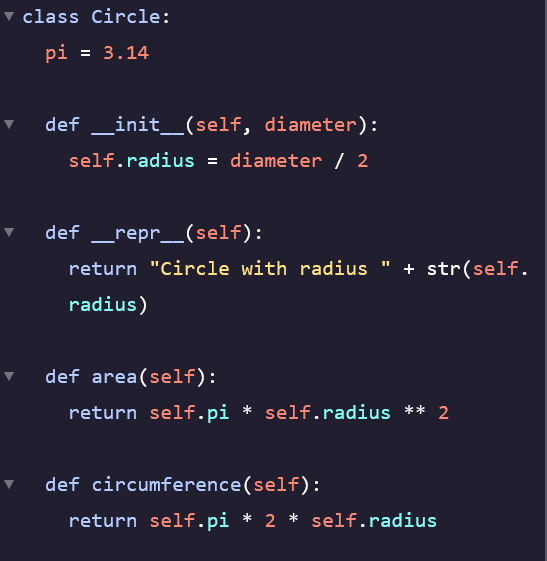 class Circle:
  pi = 3.14

  def __init__(self, diameter):
    self.radius = diameter / 2

  def __repr__(self):
    return "Circle with radius " + str(self.
    radius)

  def area(self):
    return self.pi * self.radius ** 2

  def circumference(self):
    return self.pi * 2 * self.radius